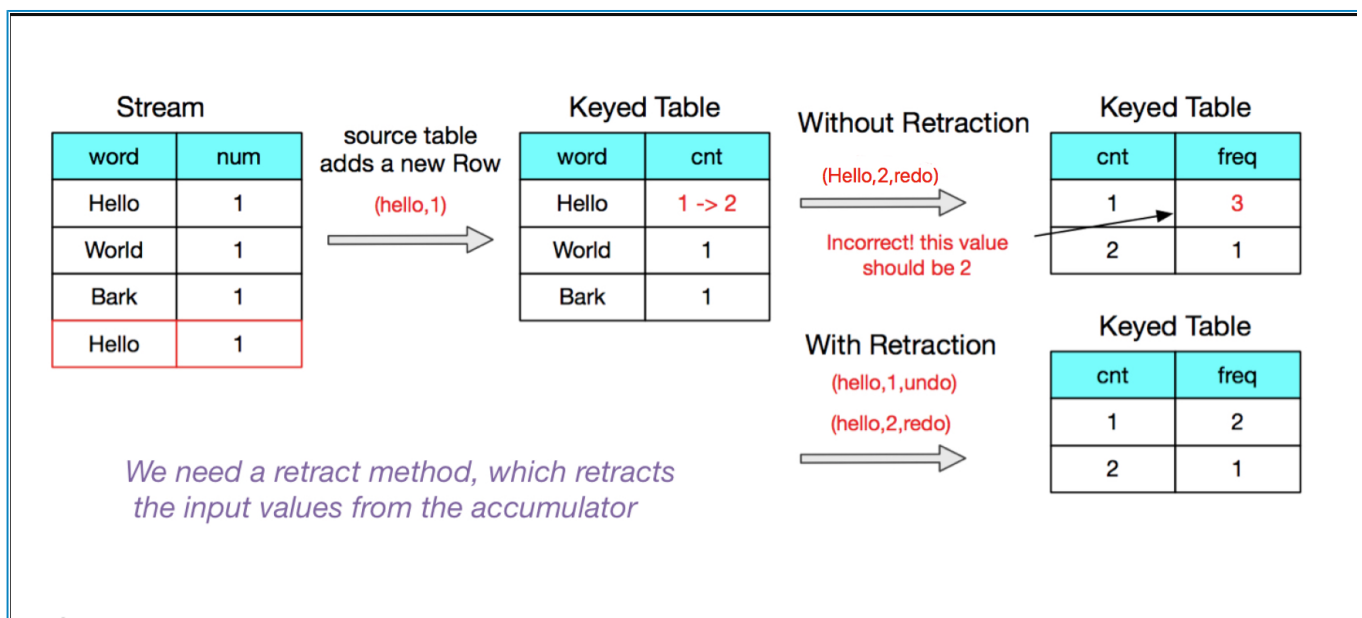 Stream
word num
Hello 1
World 1
Bark 1
Hello 1
source table
adds a new Row
(hello,1)
Keyed Table
word cnt
Hello 1 -> 2
World 1
Bark 1
Without Retraction
(Hello,2,redo)
Incorrect! this value
should be 2
Keyed Table
cnt freq
1 3
2 1
With Retraction
(hello,1,undo)
(hello,2,redo)
Keyed Table
cnt freq
1 2
2 1
We need a retract method, which retracts
the input values from the accumulator